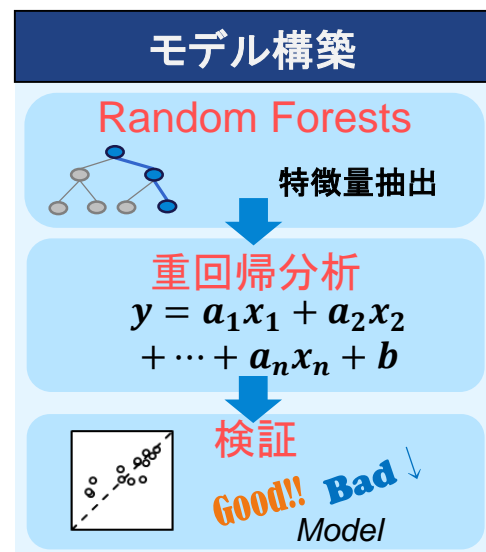 モデル構築
Random Forests
特徴量抽出
重回帰分析
y = a₁x₁ + a₂x₂
+ ⋯ + aₙxₙ + b
検証
Good!! Bad ↓
Model